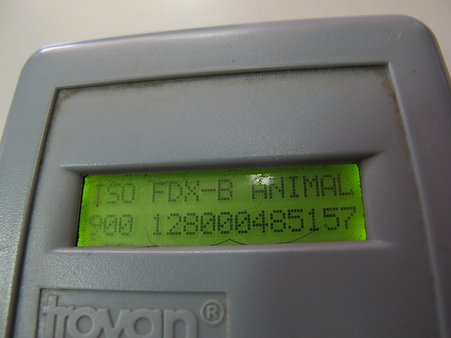 ISO FDX-B ANIMAL
900 128000485157
trovan®